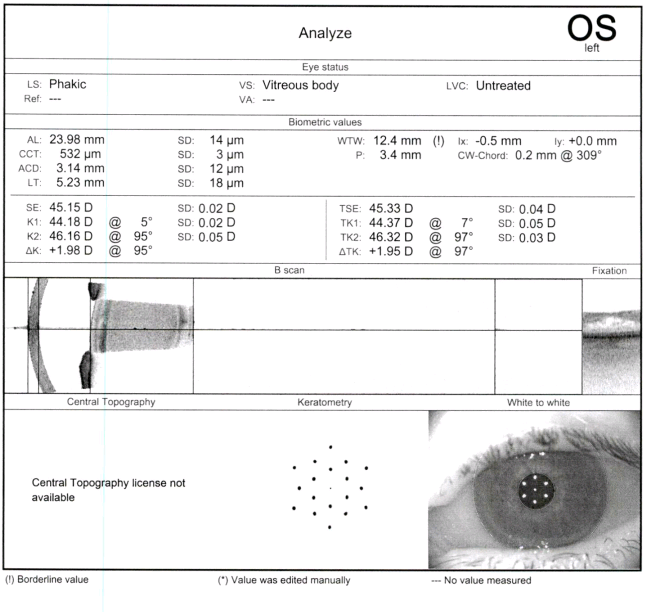 Analyze
OS
left
Eye status
LS: Phakic VS: Vitreous body LVC: Untreated
Ref: --- VA: ---
Biometric values
AL: 23.98 mm SD: 14 µm WTW: 12.4 mm (!) Ix: -0.5 mm Iy: +0.0 mm
CCT: 532 µm SD: 3 µm P: 3.4 mm CW-Chord: 0.2 mm @ 309°
ACD: 3.14 mm SD: 12 µm
LT: 5.23 mm SD: 18 µm
SE: 45.15 D SD: 0.02 D TSE: 45.33 D SD: 0.04 D
K1: 44.18 D @ 5° SD: 0.02 D TK1: 44.37 D @ 7° SD: 0.05 D
K2: 46.16 D @ 95° SD: 0.05 D TK2: 46.32 D @ 97° SD: 0.03 D
ΔK: +1.98 D @ 95° ΔTK: +1.95 D @ 97°
B scan Fixation
Central Topography Keratometry White to white
Central Topography license not
available
(!) Borderline value (*) Value was edited manually --- No value measured